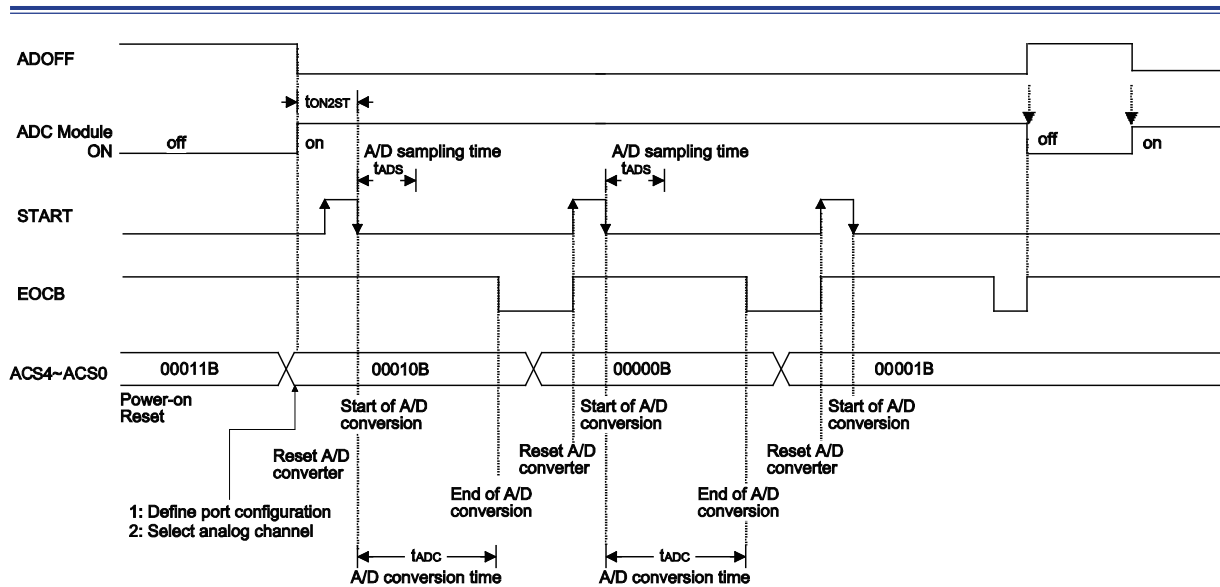 ADOFF
tON2ST
ADC Module
ON
off
on
off
on
A/D sampling time
tADS
A/D sampling time
tADS
START
EOCB
ACS4~ACS0
00011B
00010B
00000B
00001B
Power-on
Reset
Start of A/D
conversion
Start of A/D
conversion
Start of A/D
conversion
Reset A/D
converter
Reset A/D
converter
Reset A/D
converter
1: Define port configuration
2: Select analog channel
End of A/D
conversion
End of A/D
conversion
tADC
A/D conversion time
tADC
A/D conversion time